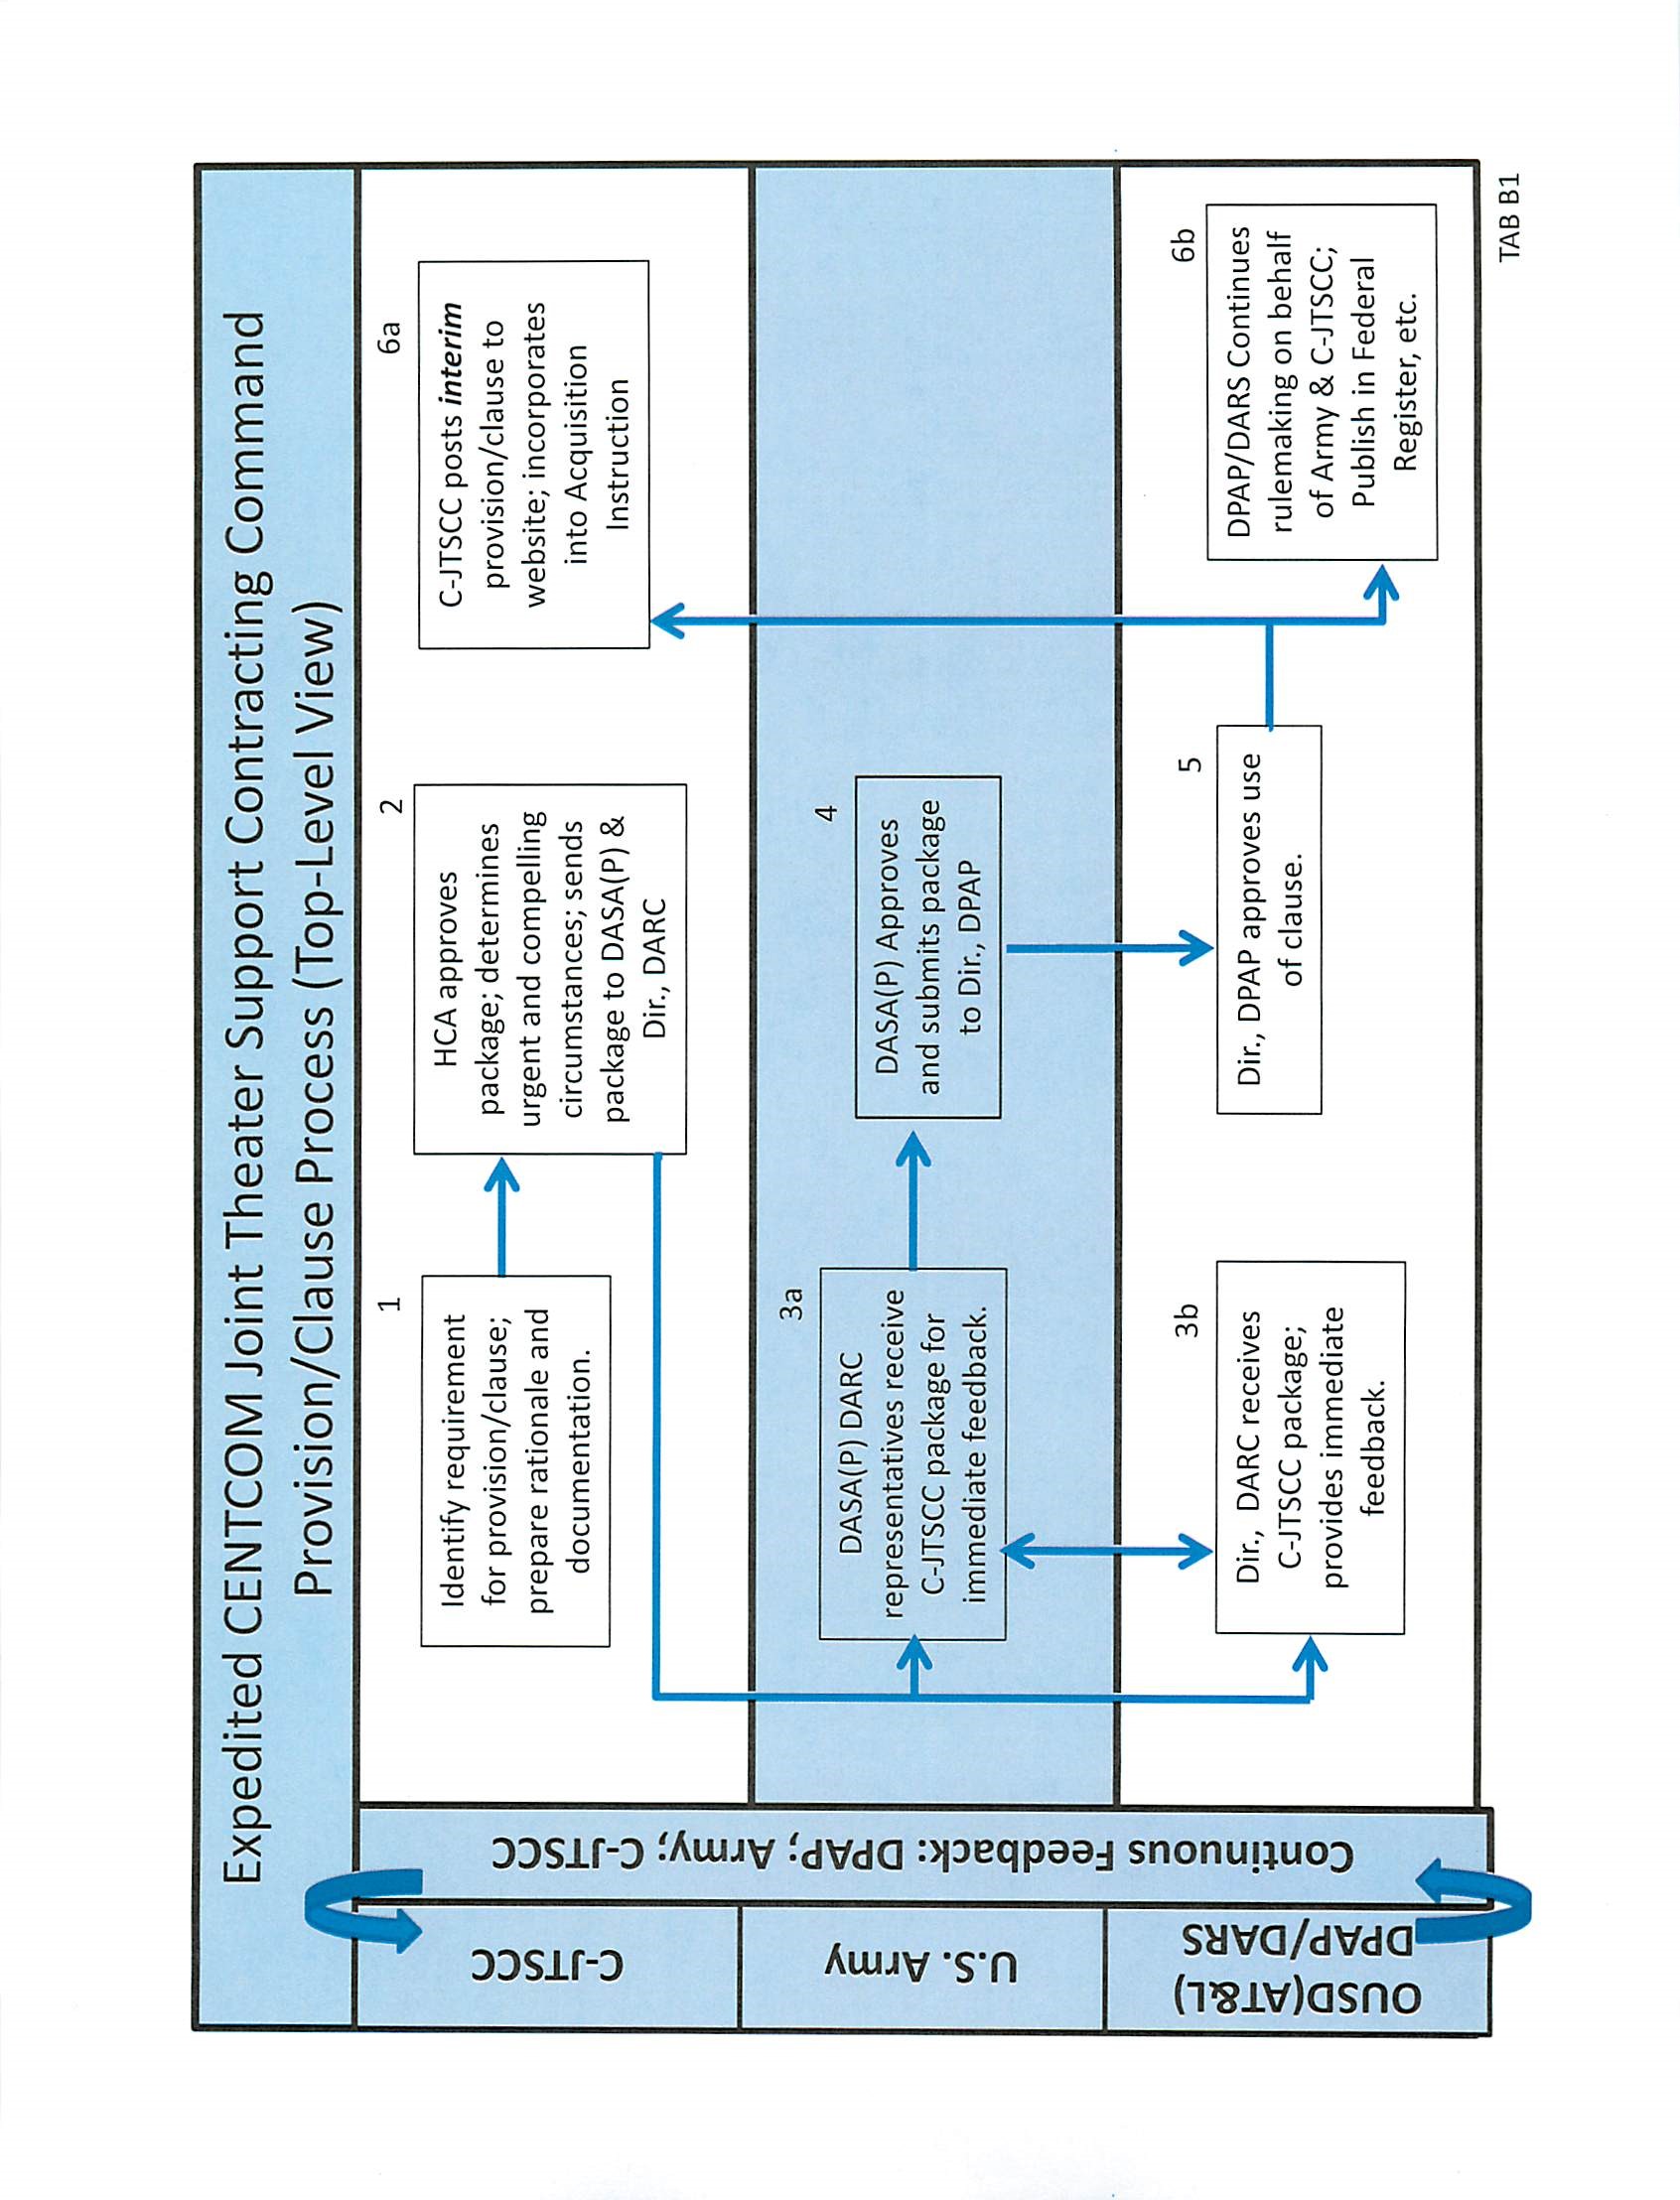 Expedited CENTCOM Joint Theater Support Contracting Command
Provision/Clause Process (Top-Level View)
C-JTSCC
U.S. Army
OUSD(AT&L)
DPAP/DARS
Continuous Feedback: DPAP; Army; C-JTSCC
1
Identify requirement
for provision/clause;
prepare rationale and
documentation.
2
HCA approves
package; determines
urgent and compelling
circumstances; sends
package to DASA(P) &
Dir., DARC
3a
DASA(P) DARC
representatives receive
C-JTSCC package for
immediate feedback.
3b
Dir., DARC receives
C-JTSCC package;
provides immediate
feedback.
4
DASA(P) Approves
and submits package
to Dir., DPAP
5
Dir., DPAP approves use
of clause.
6a
C-JTSCC posts interim
provision/clause to
website; incorporates
into Acquisition
Instruction
6b
DPAP/DARS Continues
rulemaking on behalf
of Army & C-JTSCC;
Publish in Federal
Register, etc.
TAB B1